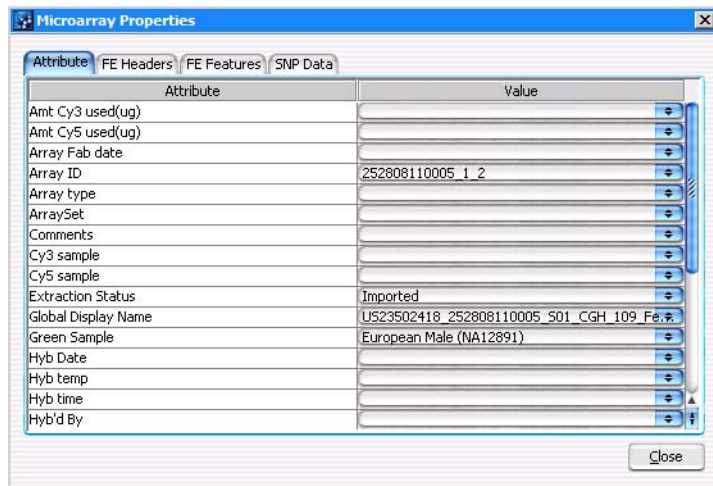 Microarray Properties
Attribute FE Headers FE Features SNP Data
Attribute Value
Amt Cy3 used(ug)
Amt Cy5 used(ug)
Array Fab date
Array ID 252808110005_1_2
Array type
ArraySet
Comments
Cy3 sample
Cy5 sample
Extraction Status Imported
Global Display Name US23502418_252808110005_S01_CGH_109_Fe...
Green Sample European Male (NA12891)
Hyb Date
Hyb temp
Hyb time
Hyb'd By
Close